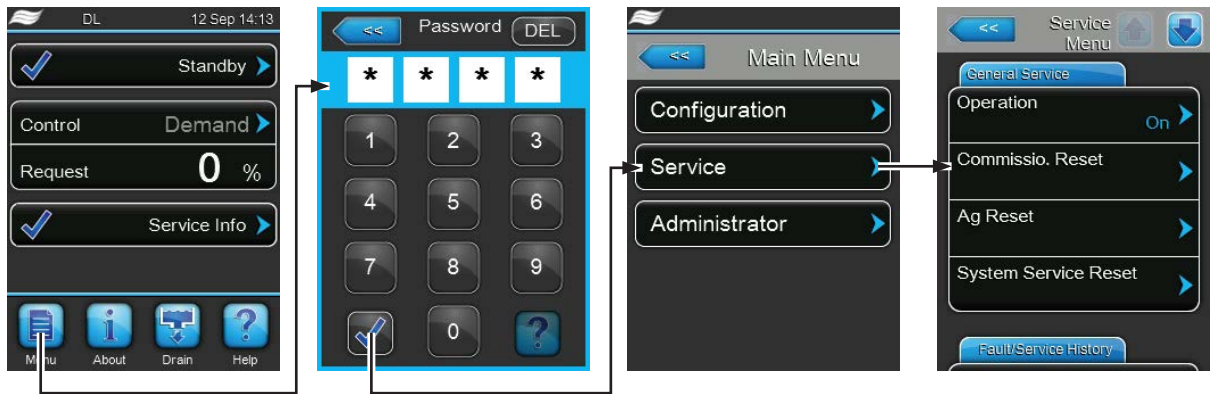 DL 12 Sep 14:13
Standby
Control Demand
Request 0 %
Service Info
Menu About Drain Help
<< Password DEL
* * * *
1 2 3
4 5 6
7 8 9
0 ?
<< Main Menu
Configuration
Service
Administrator
<< Service
Menu
General Service
Operation
On
Commissio. Reset
Ag Reset
System Service Reset
Fault/Service History